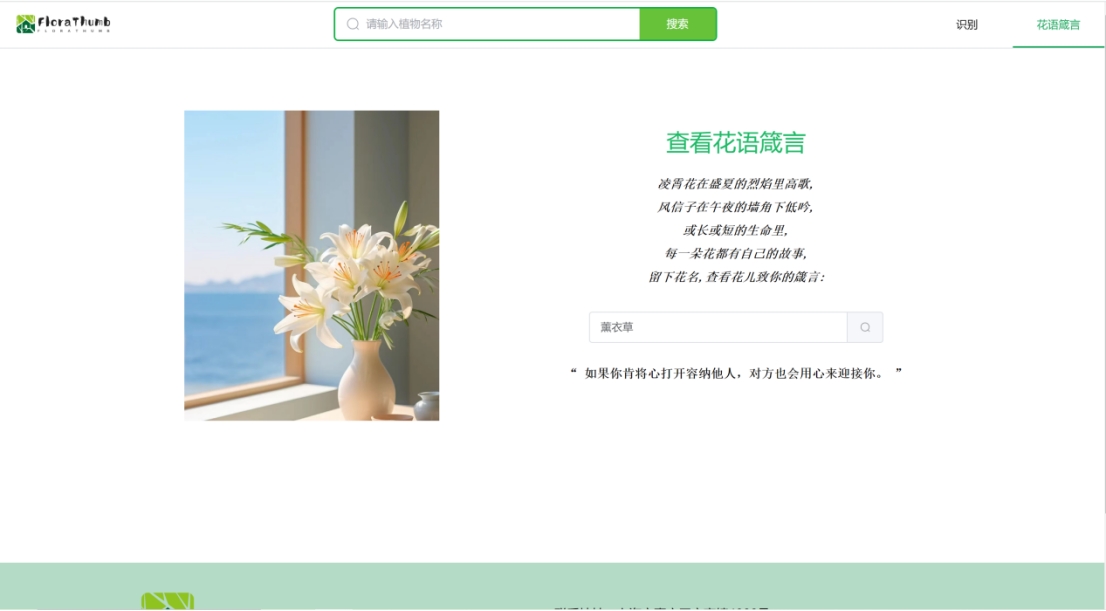 FloraThumb
FLORATHUMB
请输入植物名称
搜索
识别
花语箴言
查看花语箴言
凌霄花在盛夏的烈焰里高歌,
风信子在午夜的墙角下低吟,
或长或短的生命里,
每一朵花都有自己的故事,
留下花名,查看花儿致你的箴言:
薰衣草
“ 如果你肯将心打开容纳他人，对方也会用心来迎接你。 ”